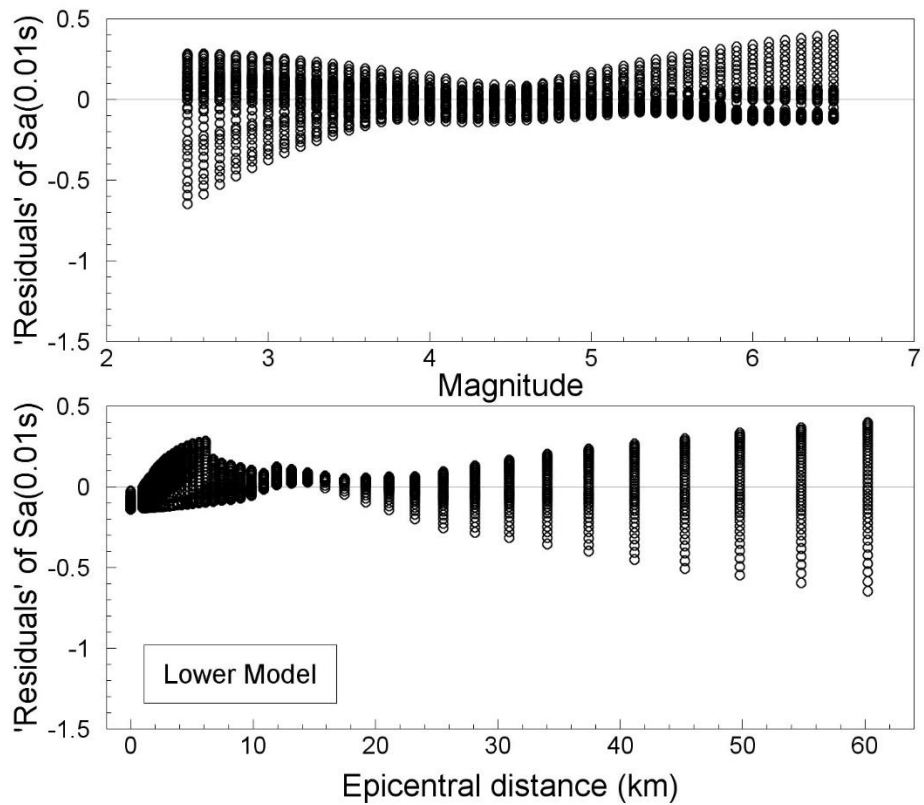 0.5
0
-0.5
-1
-1.5
'Residuals' of Sa(0.01s)
2 3 4 5 6 7
Magnitude
0.5
0
-0.5
-1
-1.5
'Residuals' of Sa(0.01s)
Lower Model
0 10 20 30 40 50 60
Epicentral distance (km)